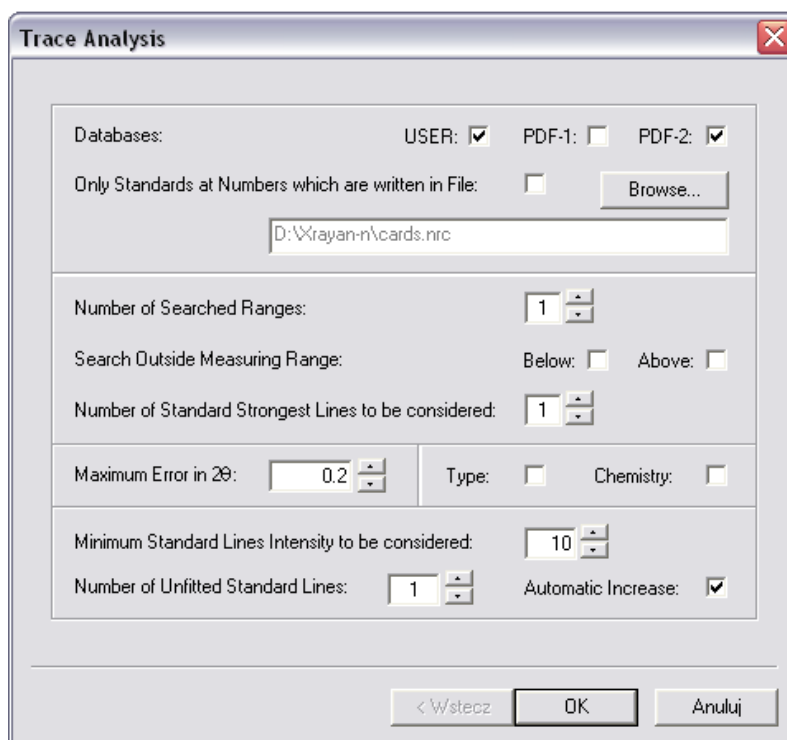 Trace Analysis
Databases: USER: PDF-1: PDF-2:
Only Standards at Numbers which are written in File: Browse...
D:\Xrayan-n\cards.nrc
Number of Searched Ranges: 1
Search Outside Measuring Range: Below: Above:
Number of Standard Strongest Lines to be considered: 1
Maximum Error in 2θ: 0.2 Type: Chemistry:
Minimum Standard Lines Intensity to be considered: 10
Number of Unfitted Standard Lines: 1 Automatic Increase:
< Wstecz OK Anuluj